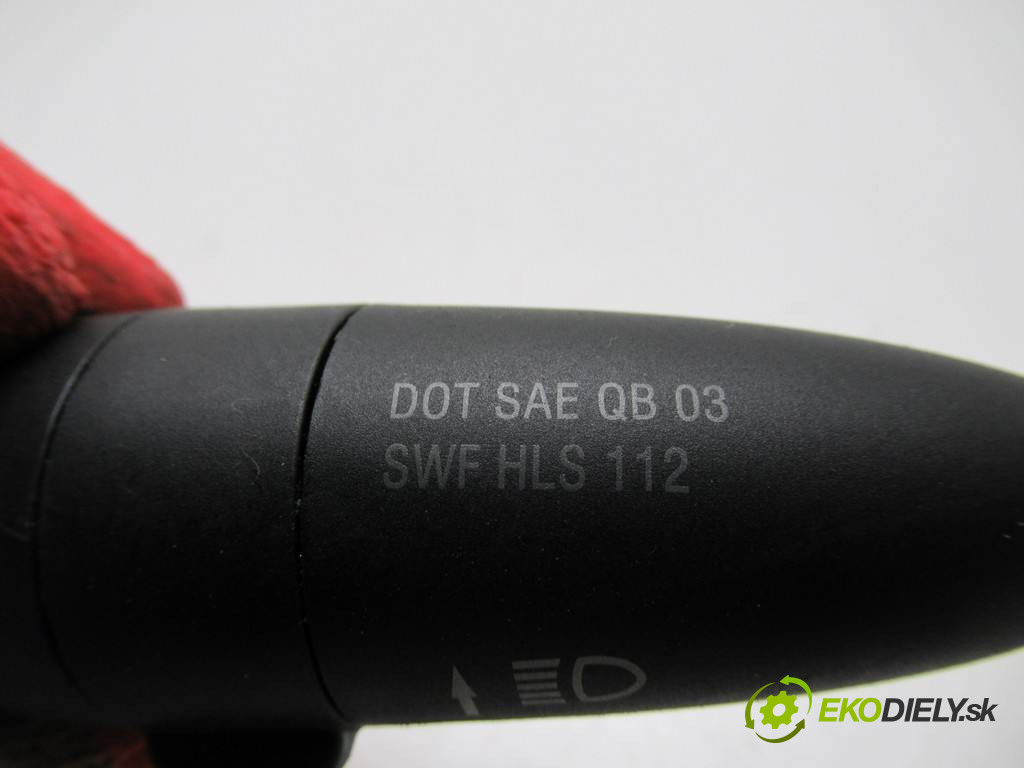 DOT SAE QB 03
SWF HLS 112
EKODIELY.sk